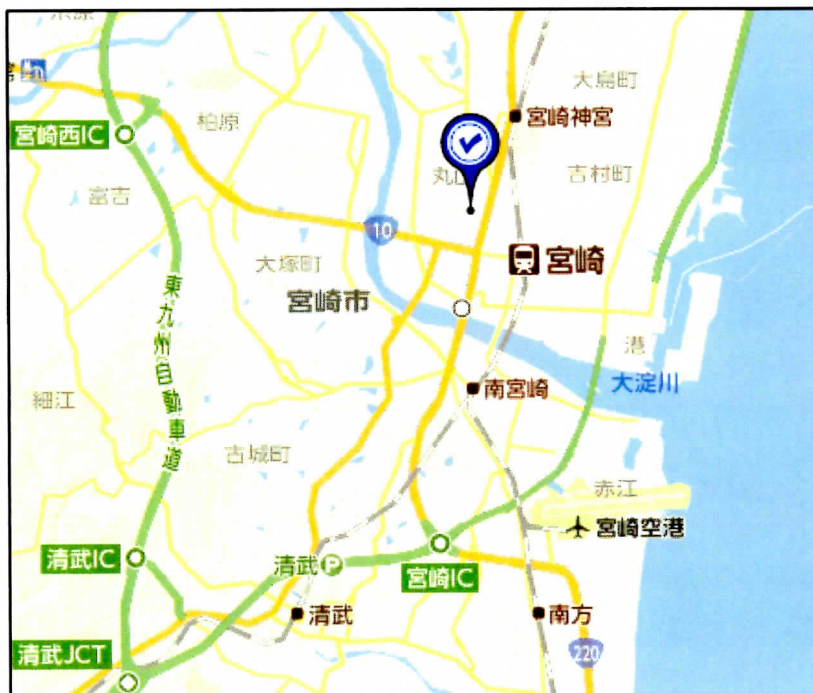 大島町
宮崎神宮
柏原
宮崎西IC
丸山
吉村町
富吉
10
大塚町
宮崎
宮崎市
東九州自動車道
港
大淀川
南宮崎
細江
古城町
赤江
宮崎空港
清武IC
清武P
宮崎IC
清武
南方
清武JCT
220